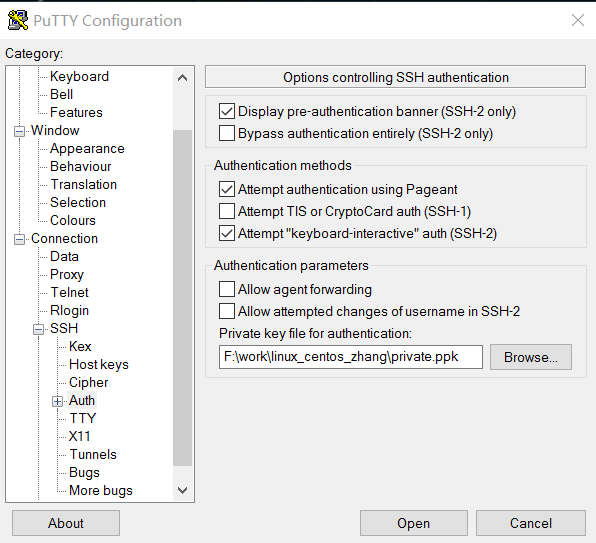 PuTTY Configuration
Category:
Keyboard
Bell
Features
Window
Appearance
Behaviour
Translation
Selection
Colours
Connection
Data
Proxy
Telnet
Rlogin
SSH
Kex
Host keys
Cipher
Auth
TTY
X11
Tunnels
Bugs
More bugs
Options controlling SSH authentication
Display pre-authentication banner (SSH-2 only)
Bypass authentication entirely (SSH-2 only)
Authentication methods
Attempt authentication using Pageant
Attempt TIS or CryptoCard auth (SSH-1)
Attempt "keyboard-interactive" auth (SSH-2)
Authentication parameters
Allow agent forwarding
Allow attempted changes of username in SSH-2
Private key file for authentication:
F:\work\linux_centos_zhang\private.ppk
Browse...
About
Open
Cancel